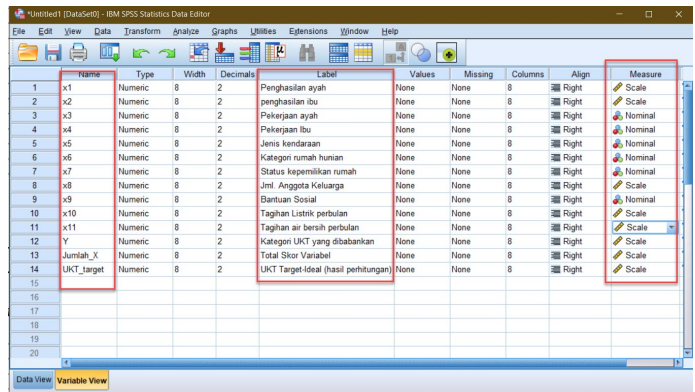 *Untitled1 [DataSet0] - IBM SPSS Statistics Data Editor
File Edit View Data Transform Analyze Graphs Utilities Extensions Window Help
Name Type Width Decimals Label Values Missing Columns Align Measure
1 x1 Numeric 8 2 Penghasilan ayah None None 8 Right Scale
2 x2 Numeric 8 2 penghasilan ibu None None 8 Right Scale
3 x3 Numeric 8 2 Pekerjaan ayah None None 8 Right Nominal
4 x4 Numeric 8 2 Pekerjaan Ibu None None 8 Right Nominal
5 x5 Numeric 8 2 Jenis kendaraan None None 8 Right Nominal
6 x6 Numeric 8 2 Kategori rumah hunian None None 8 Right Nominal
7 x7 Numeric 8 2 Status kepemilikan rumah None None 8 Right Nominal
8 x8 Numeric 8 2 Jml. Anggota Keluarga None None 8 Right Scale
9 x9 Numeric 8 2 Bantuan Sosial None None 8 Right Nominal
10 x10 Numeric 8 2 Tagihan Listrik perbulan None None 8 Right Scale
11 x11 Numeric 8 2 Tagihan air bersih perbulan None None 8 Right Scale
12 Y Numeric 8 2 Kategori UKT yang dibabankan None None 8 Right Scale
13 Jumlah_X Numeric 8 2 Total Skor Variabel None None 8 Right Scale
14 UKT_target Numeric 8 2 UKT Target-Ideal (hasil perhitungan) None None 8 Right Scale
15
16
17
18
19
20
Data View Variable View